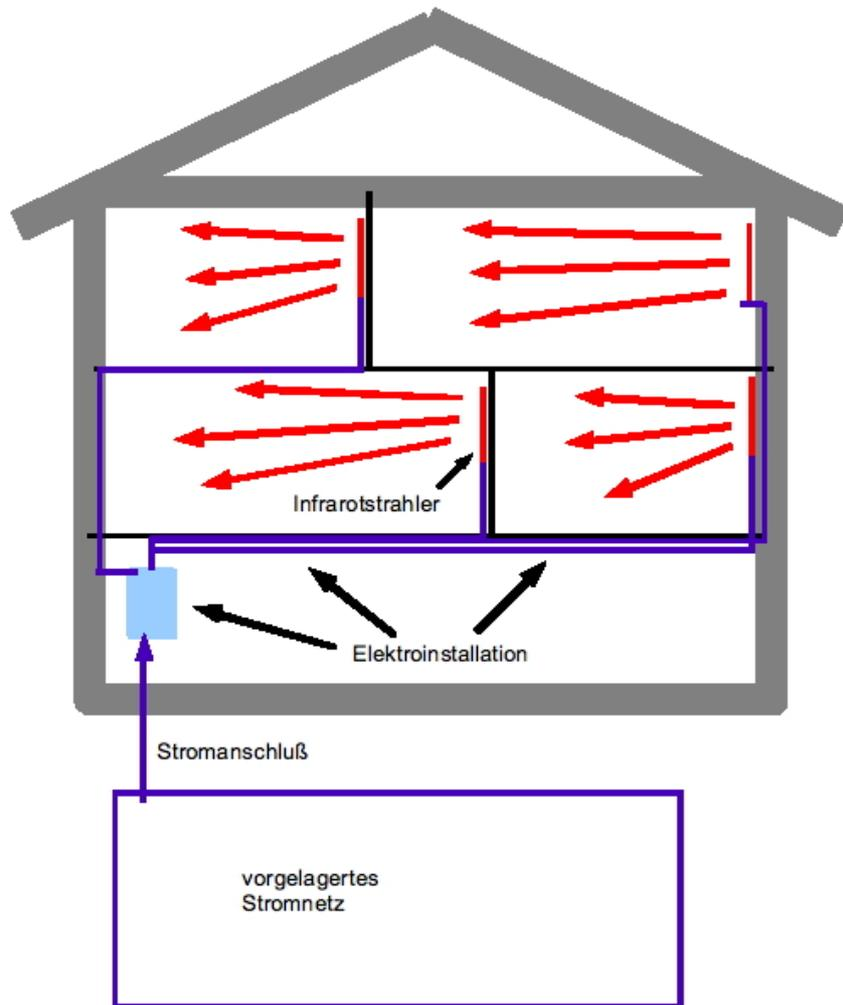 Infrarotstrahler
Elektroinstallation
Stromanschluß
vorgelagertes
Stromnetz